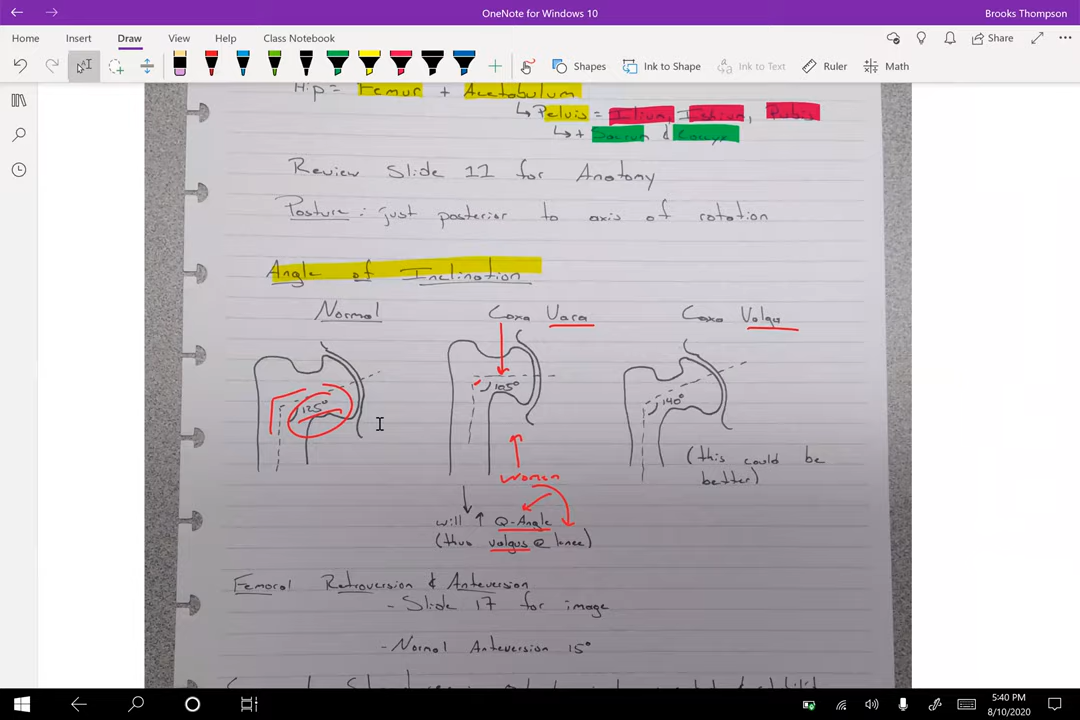 OneNote for Windows 10
Brooks Thompson
Home Insert Draw View Help Class Notebook
Share
Shapes Ink to Shape Ink to Text Ruler Math
Hip = Femur + Acetabulum
↳ Pelvis = Ilium, Ishium, Pubis
↳ + Sacrum & Coccyx
Review Slide 11 for Anatomy
Posture: just posterior to axis of rotation
Angle of Inclination
Normal Coxa Vara Coxa Valga
125° 105° 140°
(this could be
better)
women
will ↑ Q-Angle
(thus valgus @ knee)
Femoral Retroversion & Anteversion
- Slide 17 for image
- Normal Anteversion 15°
5:40 PM
8/10/2020